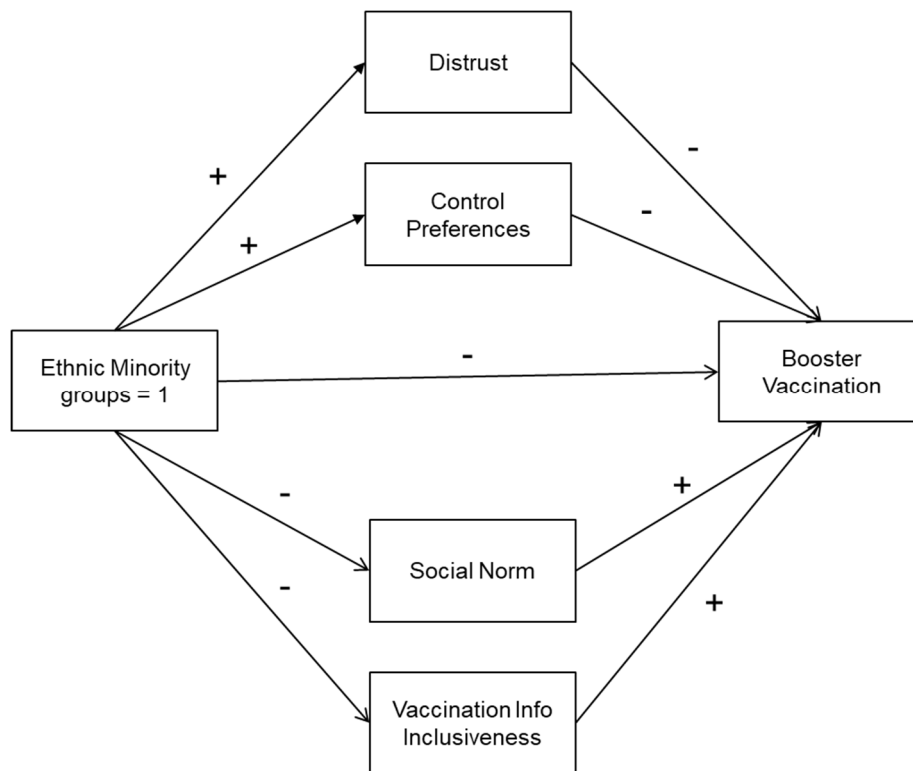 Distrust
-
+
Control
Preferences
-
+
Ethnic Minority
groups = 1
-
Booster
Vaccination
-
+
Social Norm
-
+
Vaccination Info
Inclusiveness